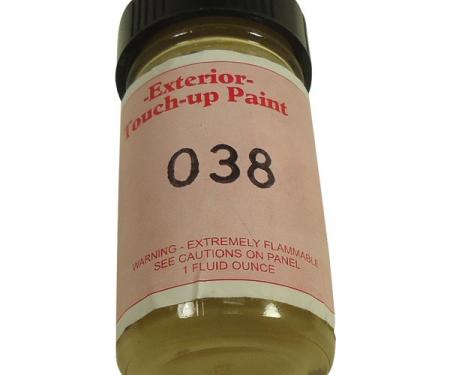 -Exterior-
Touch-up Paint
038
WARNING - EXTREMELY FLAMMABLE
SEE CAUTIONS ON PANEL
1 FLUID OUNCE